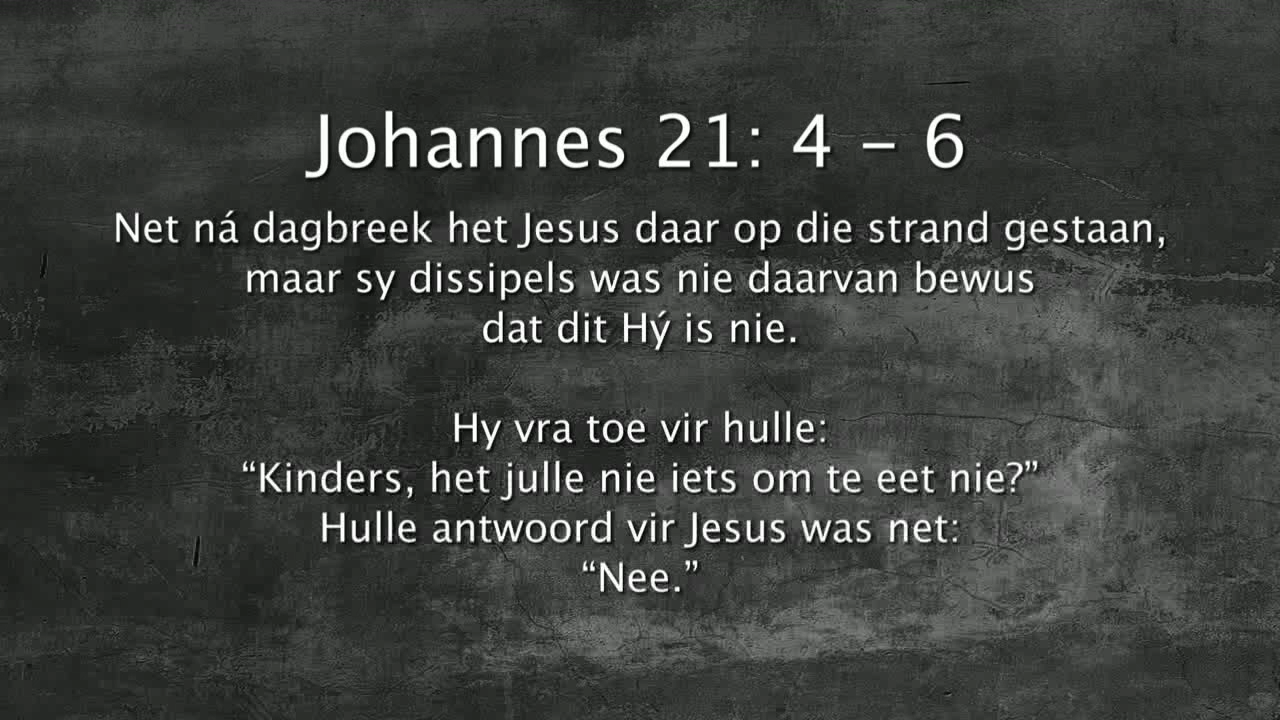 Johannes 21: 4 – 6
Net ná dagbreek het Jesus daar op die strand gestaan,
maar sy dissipels was nie daarvan bewus
dat dit Hý is nie.
Hy vra toe vir hulle:
“Kinders, het julle nie iets om te eet nie?”
Hulle antwoord vir Jesus was net:
“Nee.”